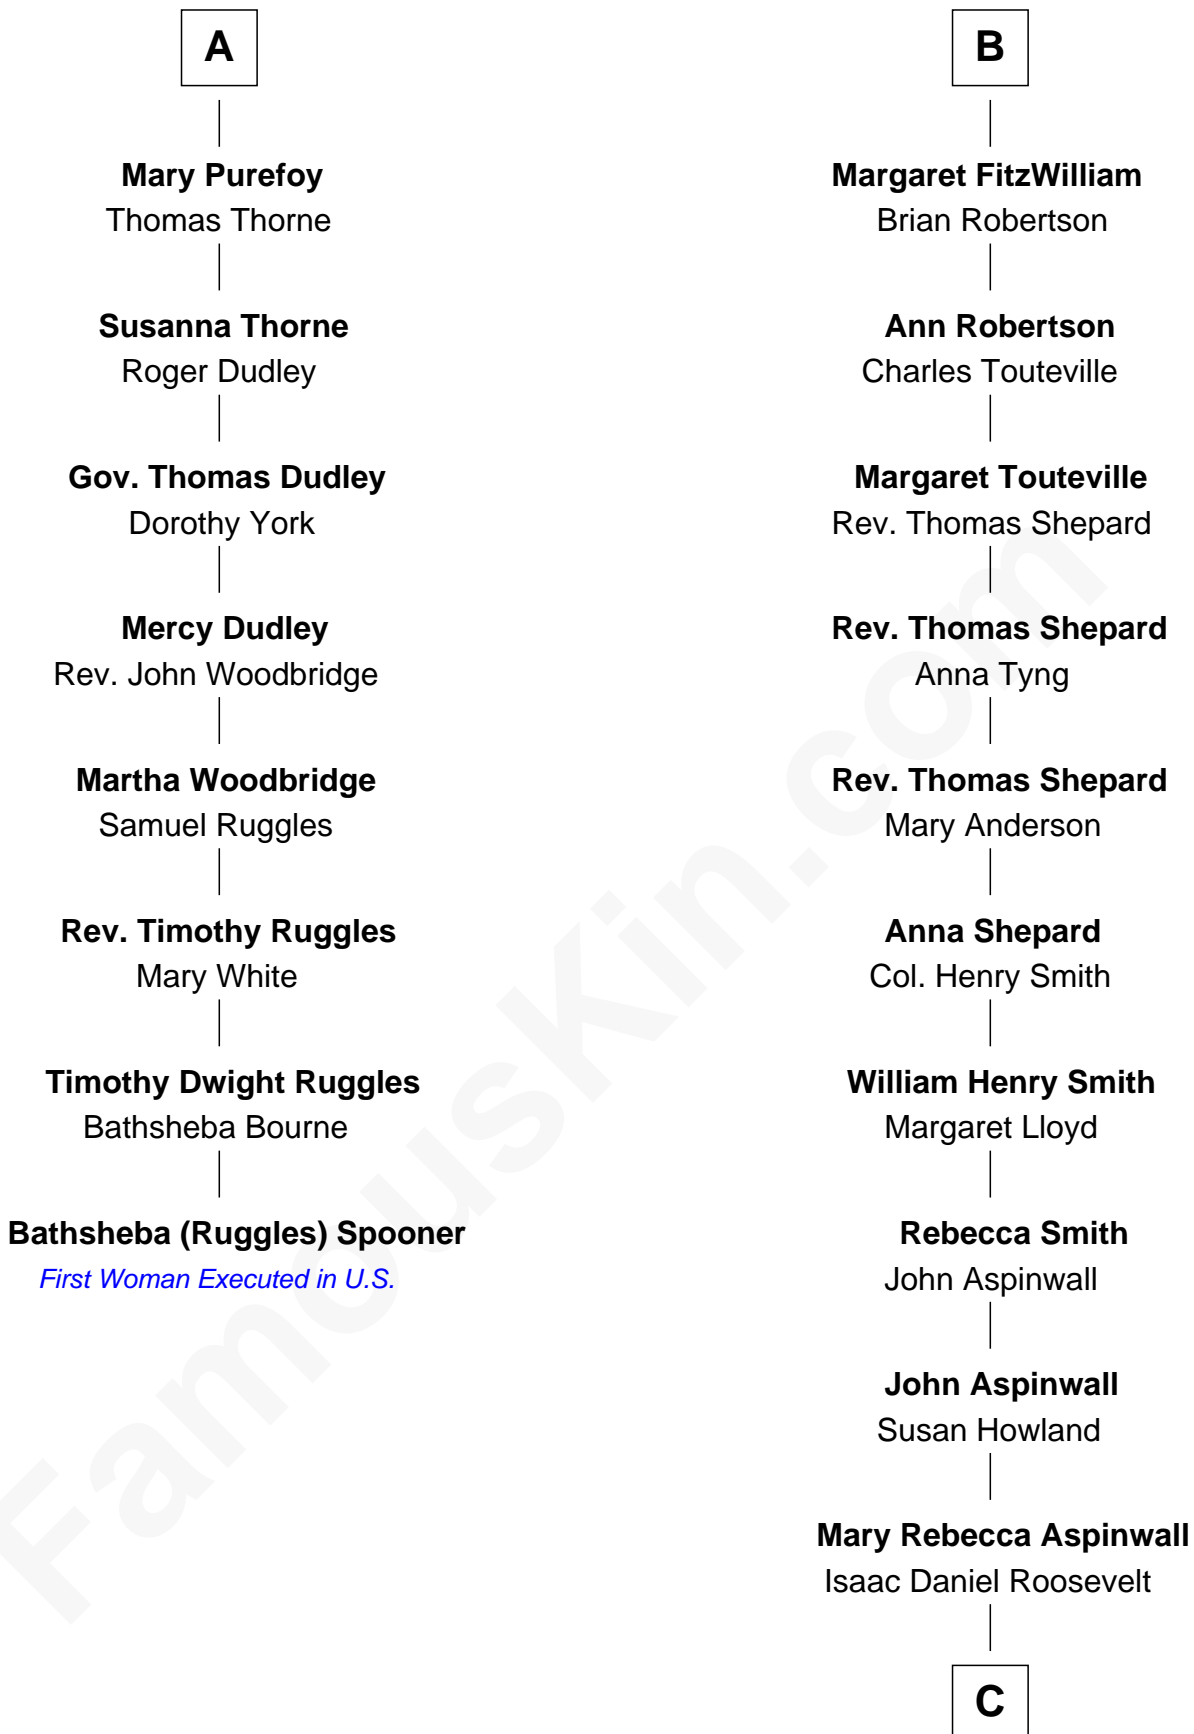 A
Mary Purefoy
Thomas Thorne
Susanna Thorne
Roger Dudley
Gov. Thomas Dudley
Dorothy York
Mercy Dudley
Rev. John Woodbridge
Martha Woodbridge
Samuel Ruggles
Rev. Timothy Ruggles
Mary White
Timothy Dwight Ruggles
Bathsheba Bourne
Bathsheba (Ruggles) Spooner
First Woman Executed in U.S.
B
Margaret FitzWilliam
Brian Robertson
Ann Robertson
Charles Touteville
Margaret Touteville
Rev. Thomas Shepard
Rev. Thomas Shepard
Anna Tyng
Rev. Thomas Shepard
Mary Anderson
Anna Shepard
Col. Henry Smith
William Henry Smith
Margaret Lloyd
Rebecca Smith
John Aspinwall
John Aspinwall
Susan Howland
Mary Rebecca Aspinwall
Isaac Daniel Roosevelt
C
FamousKin.com